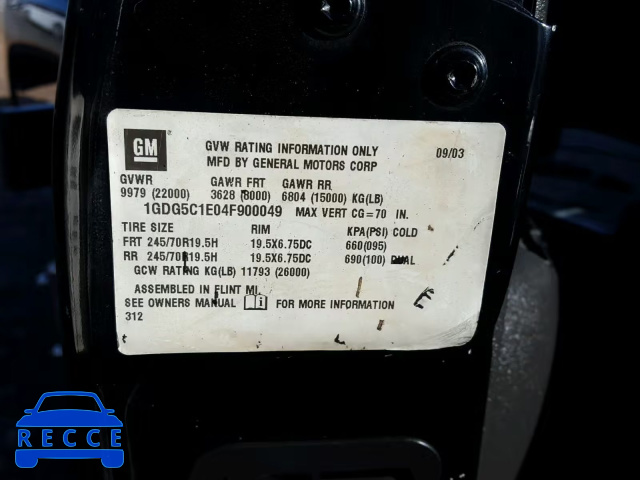 GM
GVW RATING INFORMATION ONLY 09/03
MFD BY GENERAL MOTORS CORP
GVWR GAWR FRT GAWR RR
9979 (22000) 3628 (8000) 6804 (15000) KG(LB)
1GDG5C1E04F900049 MAX VERT CG=70 IN.
TIRE SIZE RIM KPA(PSI) COLD
FRT 245/70R19.5H 19.5X6.75DC 660(095)
RR 245/70R19.5H 19.5X6.75DC 690(100) DUAL
GCW RATING KG(LB) 11793 (26000)
ASSEMBLED IN FLINT MI.
SEE OWNERS MANUAL FOR MORE INFORMATION
312
E
RECCE